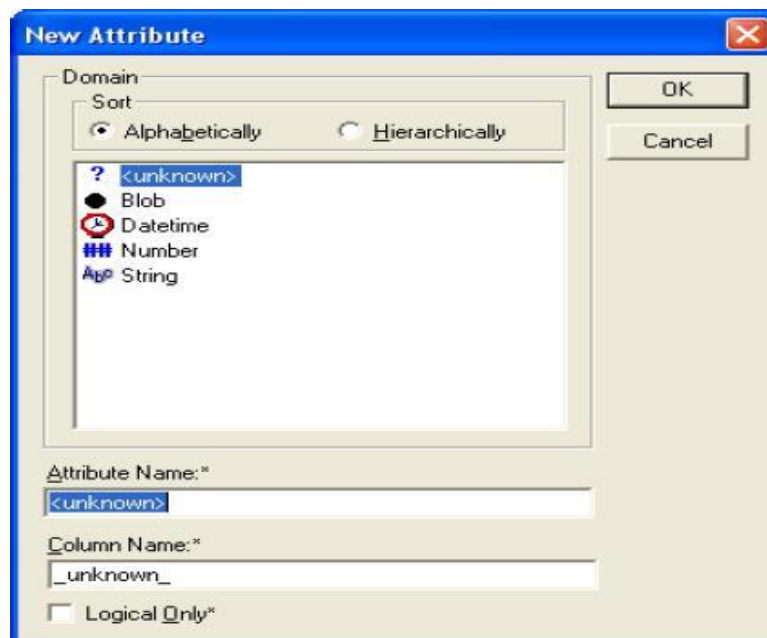 New Attribute
Domain
Sort
Alphabetically
Hierarchically
OK
Cancel
? <unknown>
Blob
Datetime
Number
String
Attribute Name:*
<unknown>
Column Name:*
_unknown_
Logical Only*